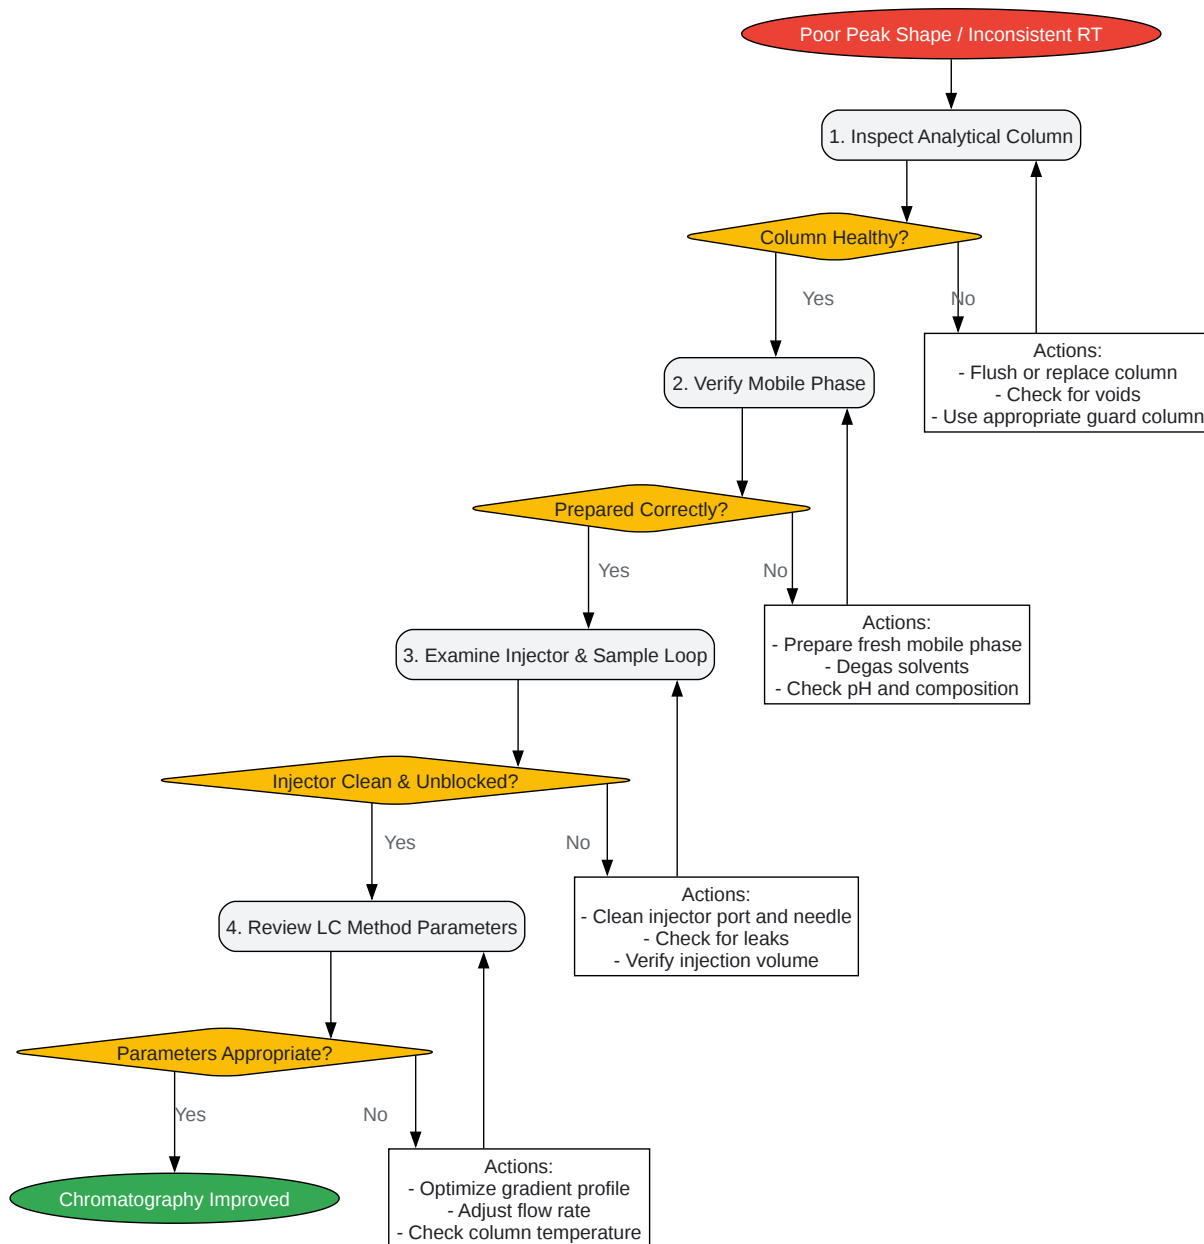 Poor Peak Shape / Inconsistent RT
1. Inspect Analytical Column
Column Healthy?
Yes
No
Actions:
- Flush or replace column
- Check for voids
- Use appropriate guard column
2. Verify Mobile Phase
Prepared Correctly?
Yes
No
Actions:
- Prepare fresh mobile phase
- Degas solvents
- Check pH and composition
3. Examine Injector & Sample Loop
Injector Clean & Unblocked?
Yes
No
Actions:
- Clean injector port and needle
- Check for leaks
- Verify injection volume
4. Review LC Method Parameters
Parameters Appropriate?
Yes
No
Actions:
- Optimize gradient profile
- Adjust flow rate
- Check column temperature
Chromatography Improved